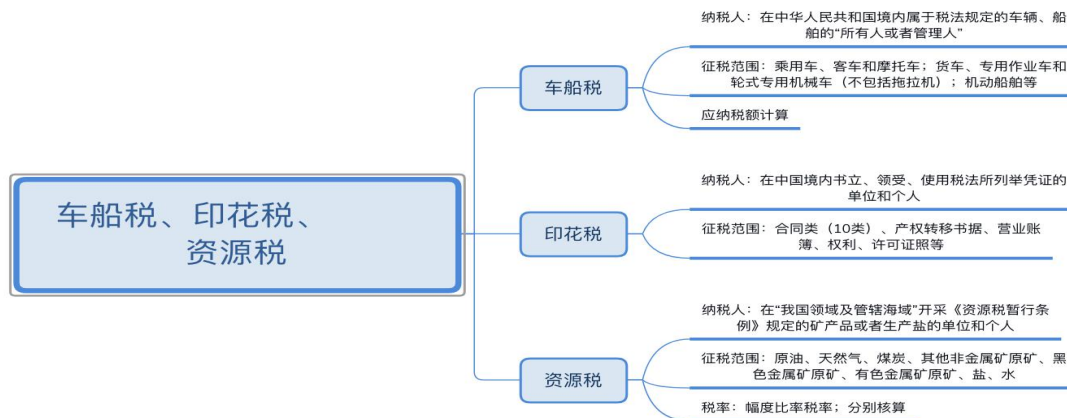 车船税、印花税、
资源税
车船税
纳税人：在中华人民共和国境内属于税法规定的车辆、船
舶的“所有人或者管理人”
征税范围：乘用车、客车和摩托车；货车、专用作业车和
轮式专用机械车（不包括拖拉机）；机动船舶等
应纳税额计算
印花税
纳税人：在中国境内书立、领受、使用税法所列举凭证的
单位和个人
征税范围：合同类（10类）、产权转移书据、营业账
簿、权利、许可证照等
资源税
纳税人：在“我国领域及管辖海域”开采《资源税暂行条
例》规定的矿产品或者生产盐的单位和个人
征税范围：原油、天然气、煤炭、其他非金属矿原矿、黑
色金属矿原矿、有色金属矿原矿、盐、水
税率：幅度比率税率；分别核算